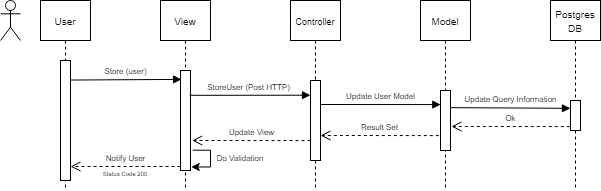 User
View
Controller
Model
Postgres
DB
Store (user)
StoreUser (Post HTTP)
Update User Model
Update Query Information
Ok
Result Set
Update View
Do Validation
Notify User
Status Code 200